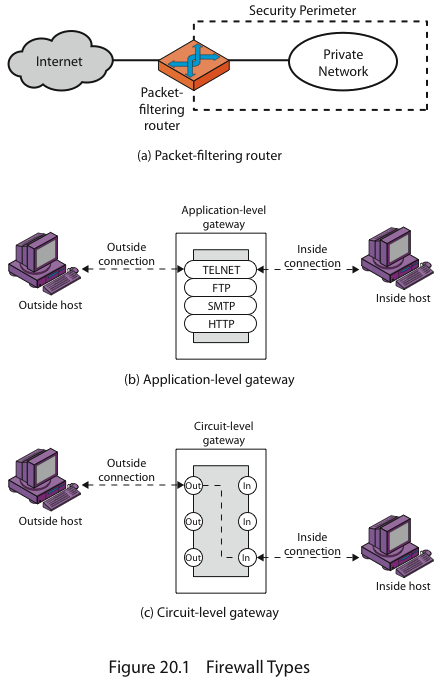 Security Perimeter
Internet
Private
Network
Packet-
filtering
router
(a) Packet-filtering router
Application-level
gateway
Outside
connection
Inside
connection
TELNET
FTP
SMTP
HTTP
Outside host
Inside host
(b) Application-level gateway
Circuit-level
gateway
Outside
connection
Out
In
Out
In
Out
In
Inside
connection
Outside host
Inside host
(c) Circuit-level gateway
Figure 20.1 Firewall Types